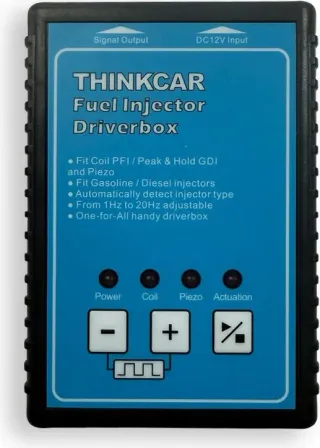 Signal Output DC12V Input
THINKCAR
Fuel Injector
Driverbox
● Fit Coil PFI / Peak & Hold GDI
and Piezo
● Fit Gasoline / Diesel injectors
● Automatically detect injector type
● From 1Hz to 20Hz adjustable
● One-for-All handy driverbox
Power Coil Piezo Actuation
- +